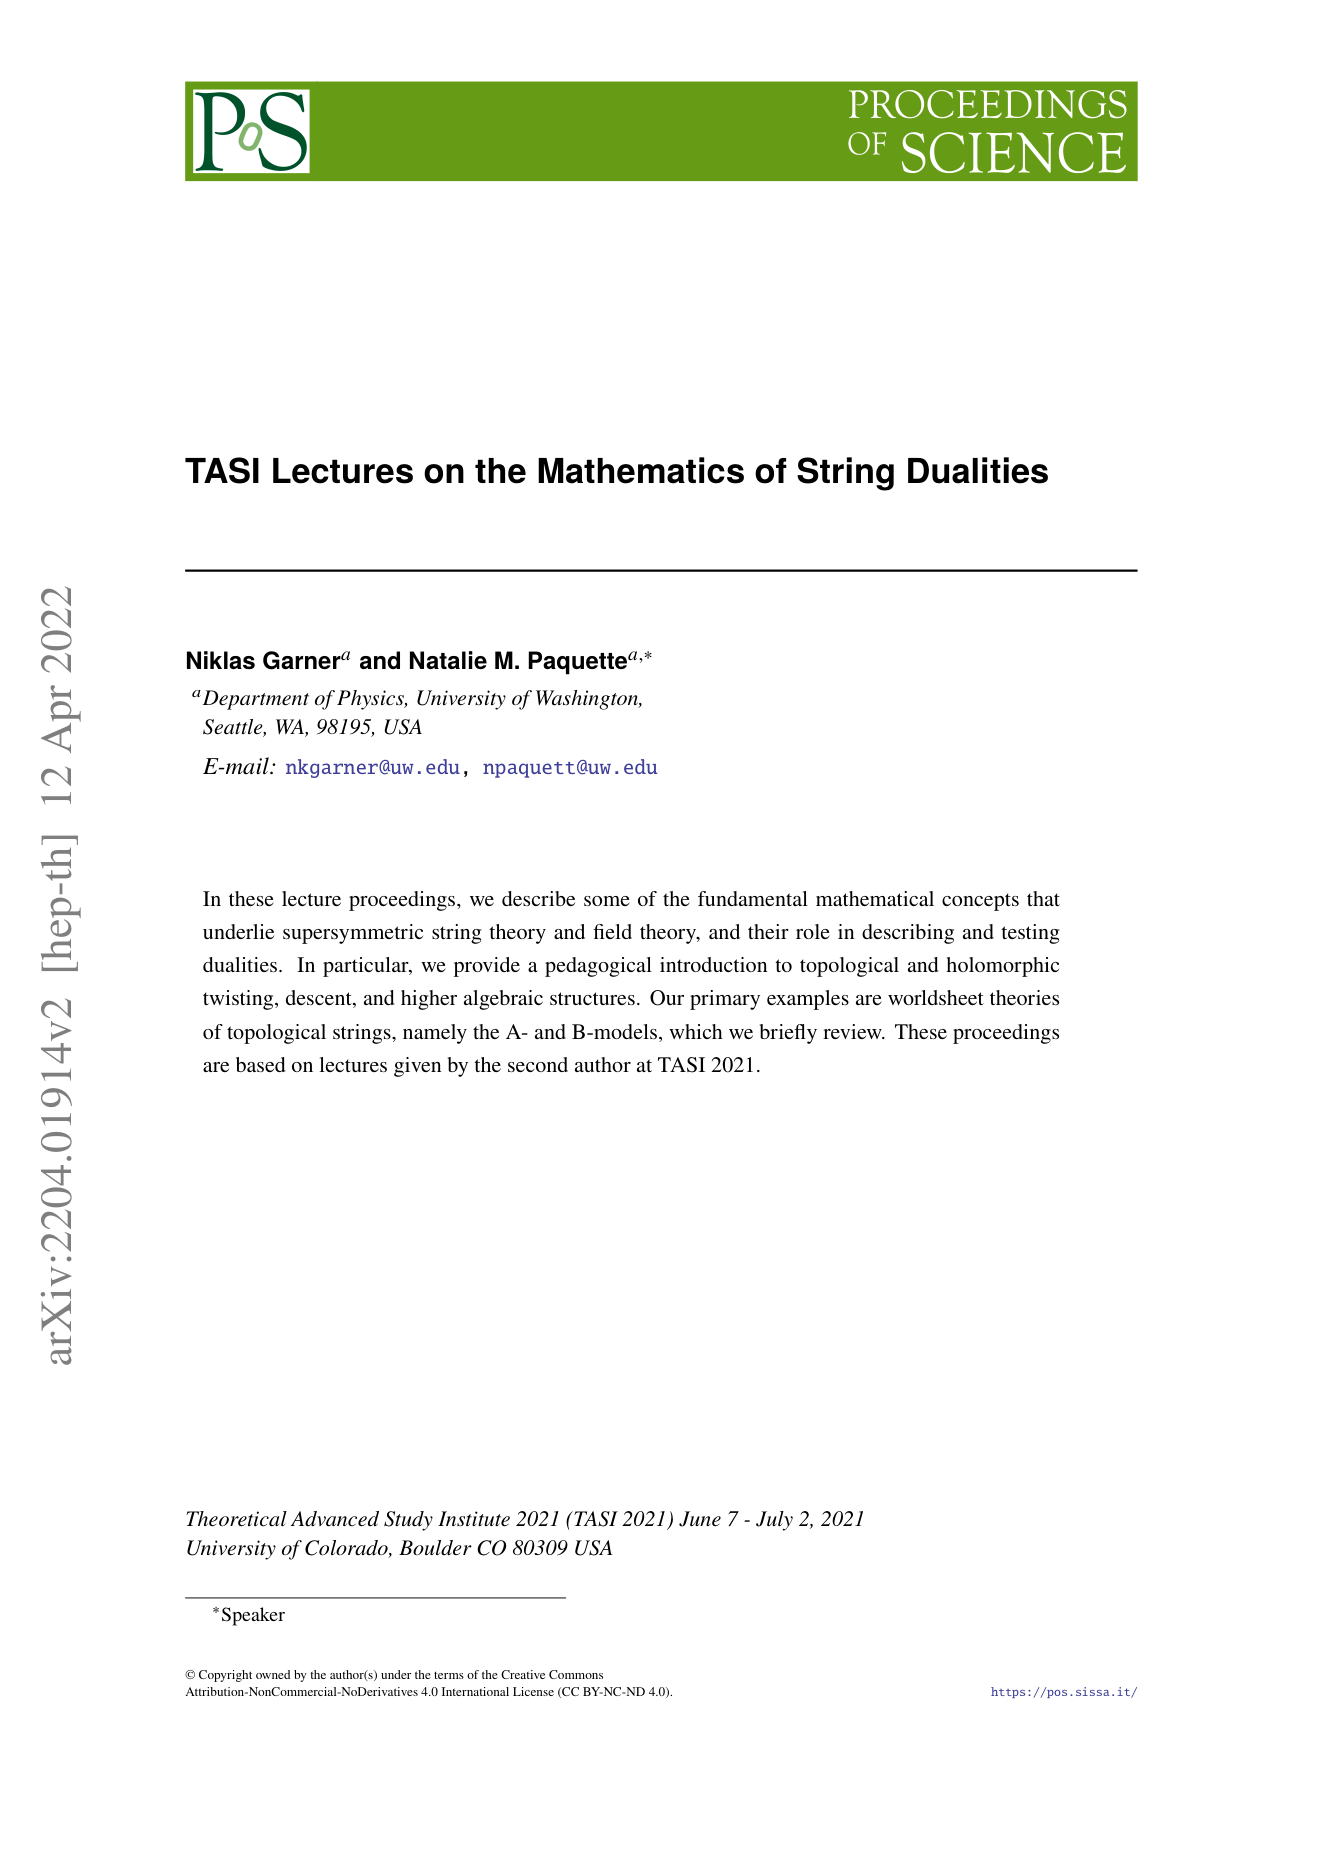 PoS
PROCEEDINGS
OF SCIENCE
TASI Lectures on the Mathematics of String Dualities
Niklas Garnerᵃ and Natalie M. Paquetteᵃ,*
ᵃDepartment of Physics, University of Washington,
Seattle, WA, 98195, USA
E-mail: nkgarner@uw.edu, npaquett@uw.edu
In these lecture proceedings, we describe some of the fundamental mathematical concepts that
underlie supersymmetric string theory and field theory, and their role in describing and testing
dualities. In particular, we provide a pedagogical introduction to topological and holomorphic
twisting, descent, and higher algebraic structures. Our primary examples are worldsheet theories
of topological strings, namely the A- and B-models, which we briefly review. These proceedings
are based on lectures given by the second author at TASI 2021.
Theoretical Advanced Study Institute 2021 (TASI 2021) June 7 - July 2, 2021
University of Colorado, Boulder CO 80309 USA
*Speaker
© Copyright owned by the author(s) under the terms of the Creative Commons
Attribution-NonCommercial-NoDerivatives 4.0 International License (CC BY-NC-ND 4.0).
https://pos.sissa.it/
arXiv:2204.01914v2 [hep-th] 12 Apr 2022